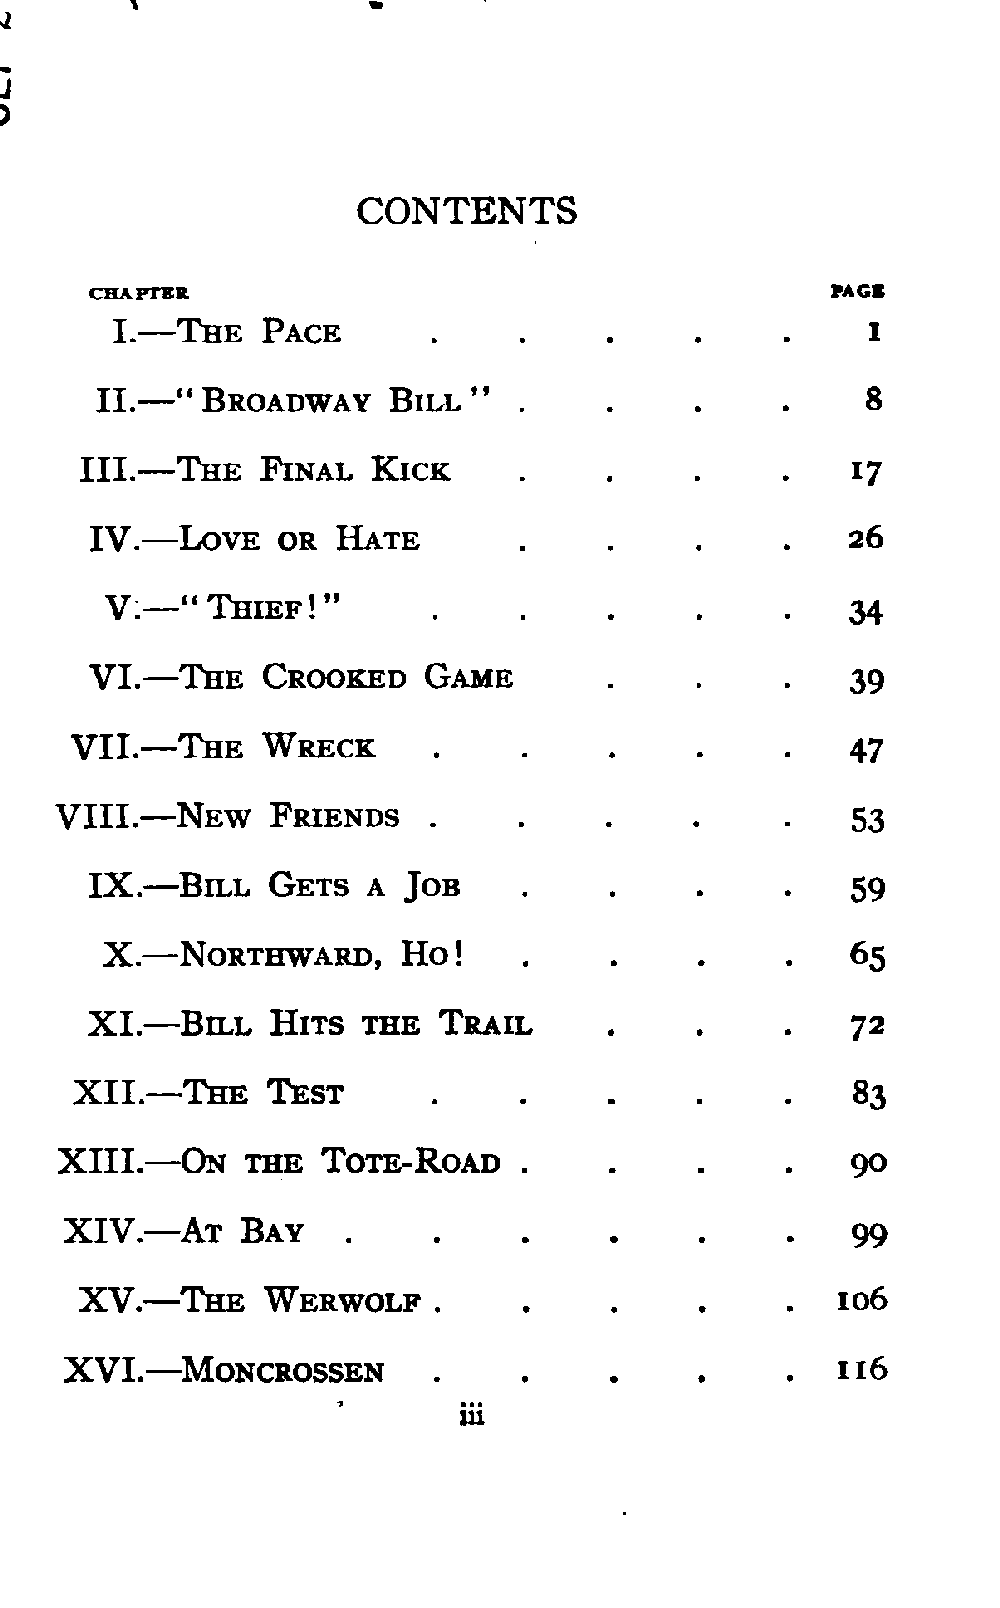 CONTENTS
CHAPTER PAGE
I.—The Pace . . . . . 1
II.—"Broadway Bill" . . . . 8
III.—The Final Kick . . . . 17
IV.—Love or Hate . . . . 26
V.—"Thief!" . . . . . 34
VI.—The Crooked Game . . . 39
VII.—The Wreck . . . . . 47
VIII.—New Friends . . . . . 53
IX.—Bill Gets a Job . . . . 59
X.—Northward, Ho! . . . . 65
XI.—Bill Hits the Trail . . . 72
XII.—The Test . . . . . 83
XIII.—On the Tote-Road . . . . 90
XIV.—At Bay . . . . . . 99
XV.—The Werwolf . . . . . 106
XVI.—Moncrossen . . . . . 116
iii